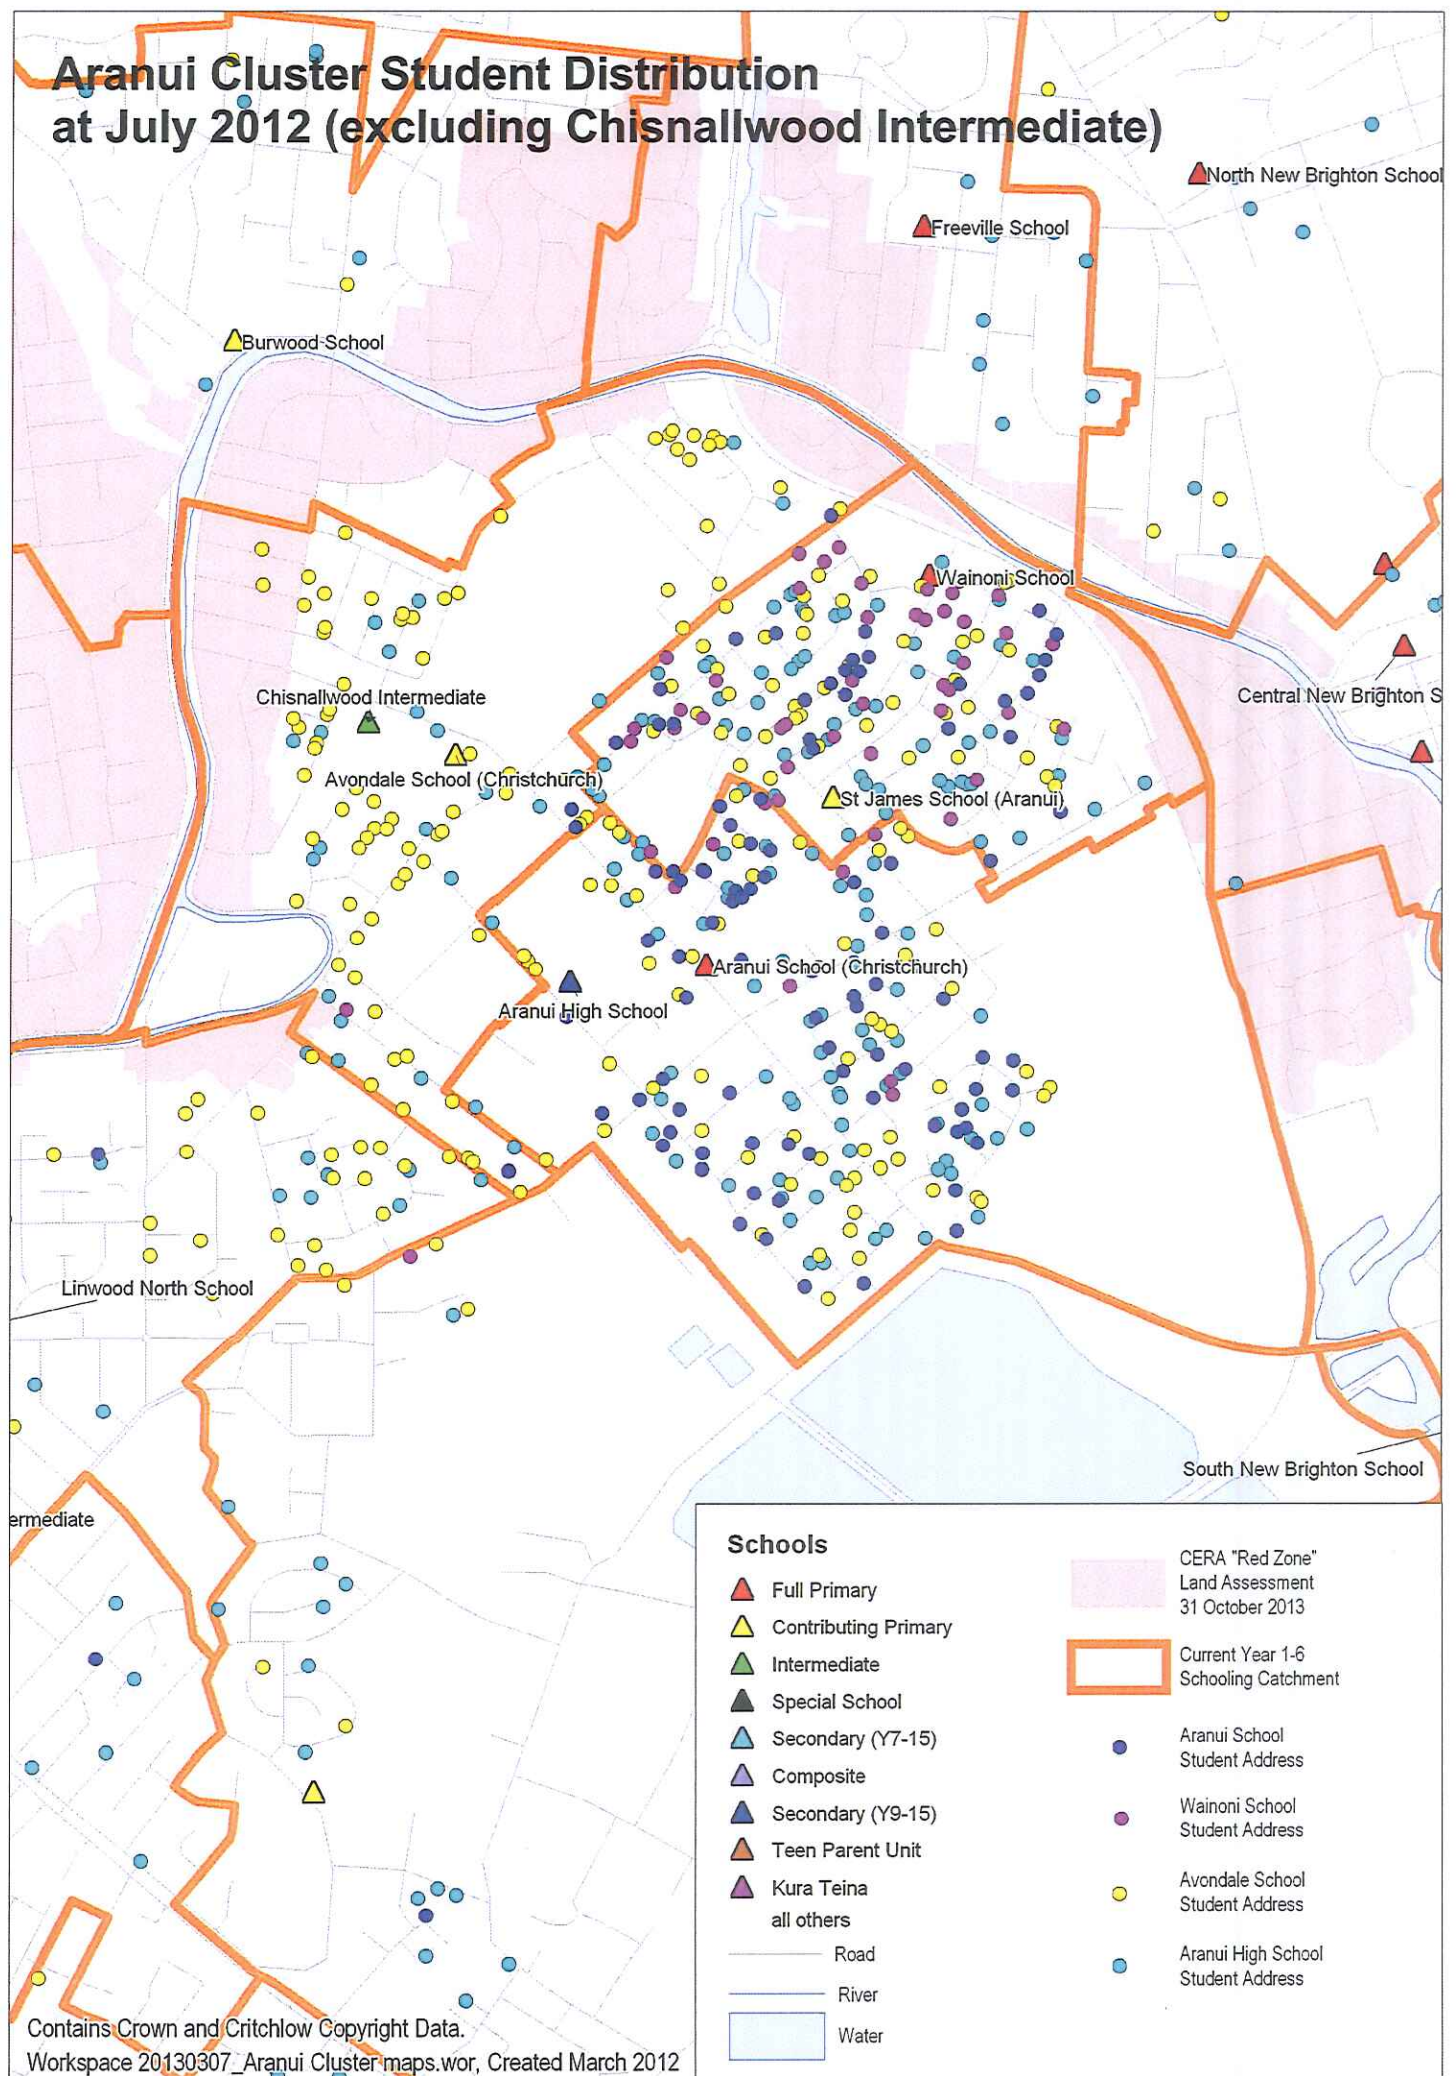 Aranui Cluster Student Distribution
at July 2012 (excluding Chisnallwood Intermediate)
North New Brighton School
Freeville School
Burwood School
Wainoni School
Central New Brighton S
Chisnallwood Intermediate
Avondale School (Christchurch)
St James School (Aranui)
Aranui School (Christchurch)
Aranui High School
Linwood North School
South New Brighton School
ermediate
Schools
Full Primary
Contributing Primary
Intermediate
Special School
Secondary (Y7-15)
Composite
Secondary (Y9-15)
Teen Parent Unit
Kura Teina
all others
Road
River
Water
CERA "Red Zone"
Land Assessment
31 October 2013
Current Year 1-6
Schooling Catchment
Aranui School
Student Address
Wainoni School
Student Address
Avondale School
Student Address
Aranui High School
Student Address
Contains Crown and Critchlow Copyright Data.
Workspace 20130307_Aranui Cluster maps.wor, Created March 2012